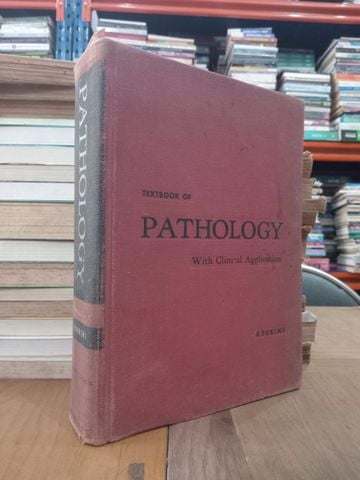 TEXTBOOK OF
PATHOLOGY
With Clinical Application
ROBBINS
PATHOLOGY
ROBBINS